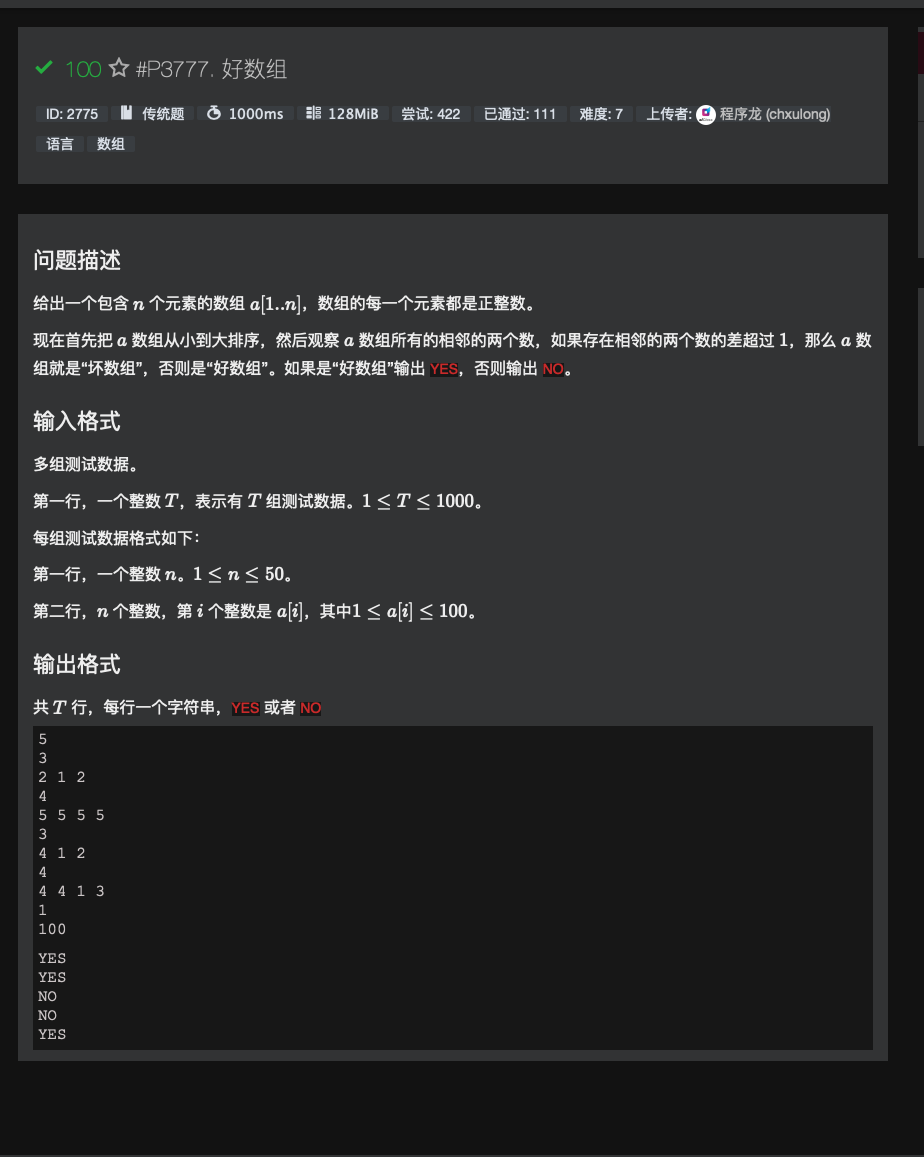 100 #P3777. 好数组
ID: 2775 传统题 1000ms 128MiB 尝试: 422 已通过: 111 难度: 7 上传者: 程序龙 (chxulong)
语言 数组
问题描述
给出一个包含 n 个元素的数组 a[1..n]，数组的每一个元素都是正整数。
现在首先把 a 数组从小到大排序，然后观察 a 数组所有的相邻的两个数，如果存在相邻的两个数的差超过 1，那么 a 数
组就是“坏数组”，否则是“好数组”。如果是“好数组”输出 YES，否则输出 NO。
输入格式
多组测试数据。
第一行，一个整数 T，表示有 T 组测试数据。1 ≤ T ≤ 1000。
每组测试数据格式如下：
第一行，一个整数 n。1 ≤ n ≤ 50。
第二行，n 个整数，第 i 个整数是 a[i]，其中1 ≤ a[i] ≤ 100。
输出格式
共 T 行，每行一个字符串，YES 或者 NO
5
3
2 1 2
4
5 5 5 5
3
4 1 2
4
4 4 1 3
1
100
YES
YES
NO
NO
YES